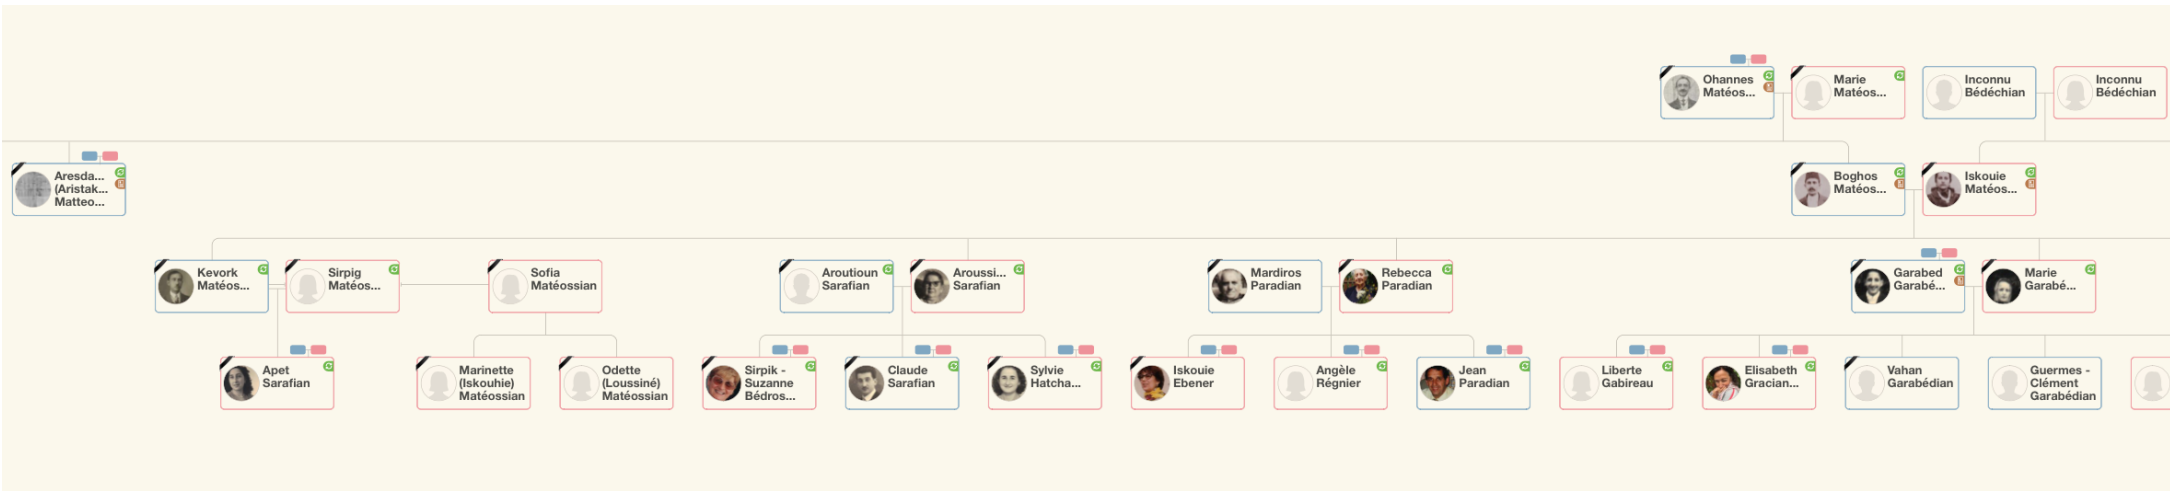 Ohannes
Matéos...
Marie
Matéos...
Inconnu
Bédéchian
Inconnu
Bédéchian
Aresda...
(Aristak...
Matteo...
Boghos
Matéos...
Iskouie
Matéos...
Kevork
Matéos...
Sirpig
Matéos...
Sofia
Matéossian
Aroutioun
Sarafian
Aroussi...
Sarafian
Mardiros
Paradian
Rebecca
Paradian
Garabed
Garabé...
Marie
Garabé...
Apet
Sarafian
Marinette
(Iskouhie)
Matéossian
Odette
(Loussiné)
Matéossian
Sirpik -
Suzanne
Bédros...
Claude
Sarafian
Sylvie
Hatcha...
Iskouie
Ebener
Angèle
Régnier
Jean
Paradian
Liberte
Gabireau
Elisabeth
Gracian...
Vahan
Garabédian
Guermes -
Clément
Garabédian